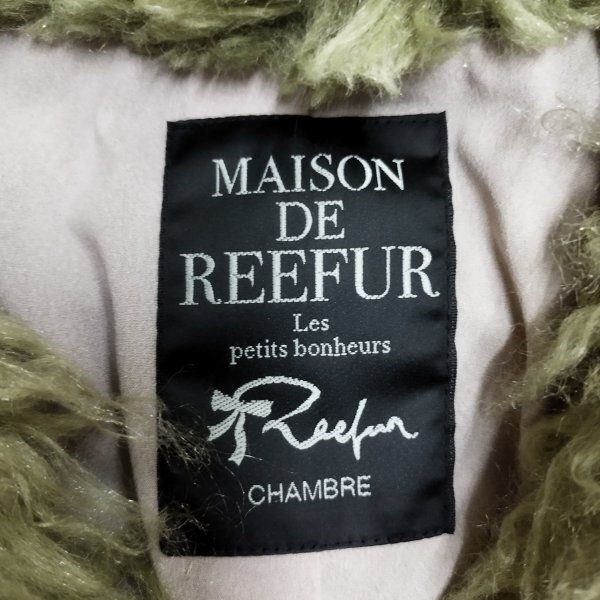 MAISON
DE
REEFUR
Les
petits bonheurs
Reefur
CHAMBRE